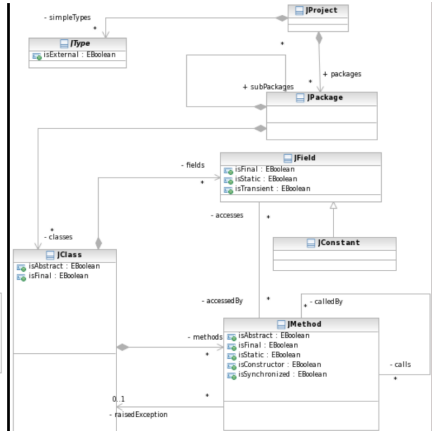 JProject
- simpleTypes
*
JType
isExternal : EBoolean
*
+ packages
*
+ subPackages
JPackage
JField
- fields
*
isFinal : EBoolean
isStatic : EBoolean
isTransient : EBoolean
- accesses
*
*
- classes
JConstant
JClass
isAbstract : EBoolean
isFinal : EBoolean
- accessedBy
*
- calledBy
*
JMethod
- methods
*
isAbstract : EBoolean
isFinal : EBoolean
isStatic : EBoolean
isConstructor : EBoolean
isSynchronized : EBoolean
- calls
*
0..1
*
- raisedException